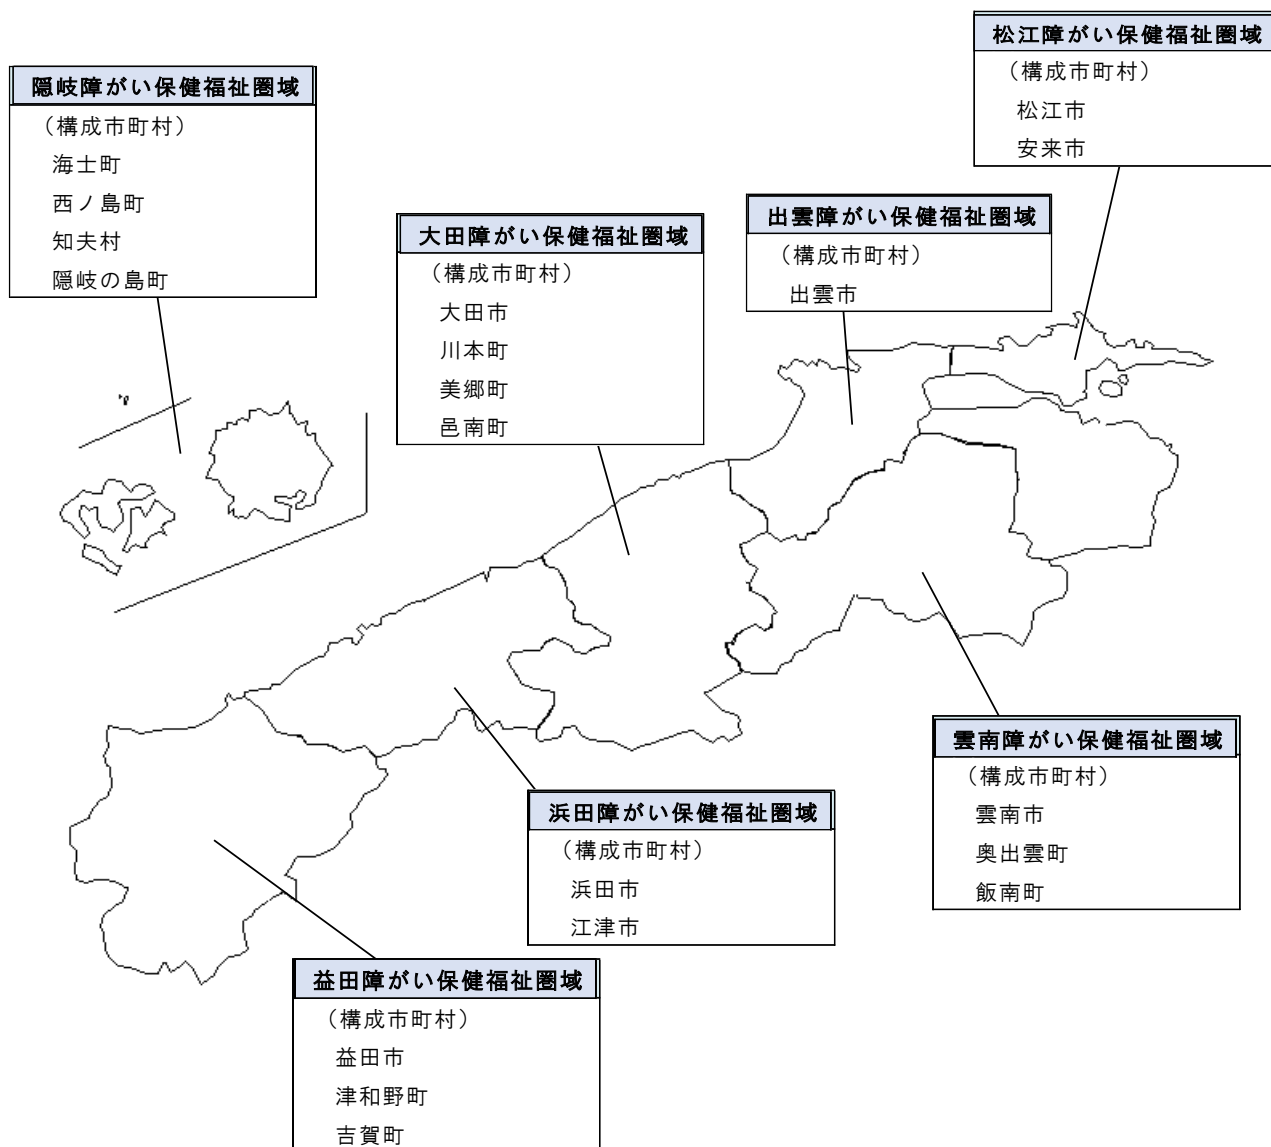 松江障がい保健福祉圏域
（構成市町村）
松江市
安来市
隠岐障がい保健福祉圏域
（構成市町村）
海士町
西ノ島町
知夫村
隠岐の島町
出雲障がい保健福祉圏域
（構成市町村）
出雲市
大田障がい保健福祉圏域
（構成市町村）
大田市
川本町
美郷町
邑南町
雲南障がい保健福祉圏域
（構成市町村）
雲南市
奥出雲町
飯南町
浜田障がい保健福祉圏域
（構成市町村）
浜田市
江津市
益田障がい保健福祉圏域
（構成市町村）
益田市
津和野町
吉賀町